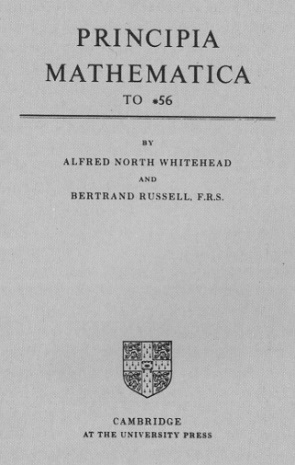 PRINCIPIA
MATHEMATICA
TO *56
BY
ALFRED NORTH WHITEHEAD
AND
BERTRAND RUSSELL, F.R.S.
CAMBRIDGE
AT THE UNIVERSITY PRESS